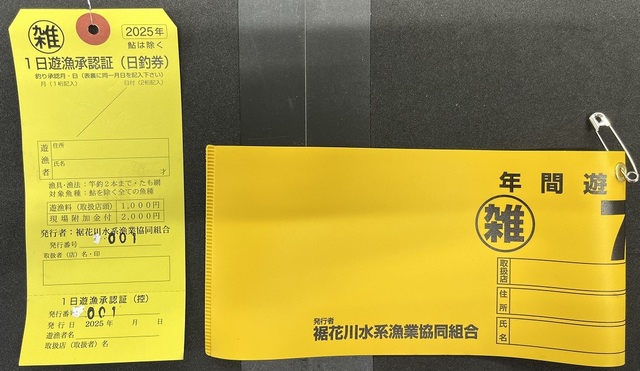 雑
2025年
鮎は除く
1日遊漁承認証（日釣券）
釣り承認月・日（表裏に同一月日を記入下さい）
月（1桁記入） 日付（2桁記入）
遊漁者
住所
氏名
才
漁具・漁法：竿釣2本まで・たも網
対象魚種：鮎を除く全ての魚種
遊漁料（取扱店頭） 1,000円
現場附加金付 2,000円
発行者：裾花川水系漁業協同組合
発行番号 001
取扱者（店）名・印
1日遊漁承認証（控）
発行番号 001
発行日 2025年 月 日
遊漁者名
取扱店（取扱者）名
年間遊
雑
7
取扱店
住所
氏名
発行者
裾花川水系漁業協同組合